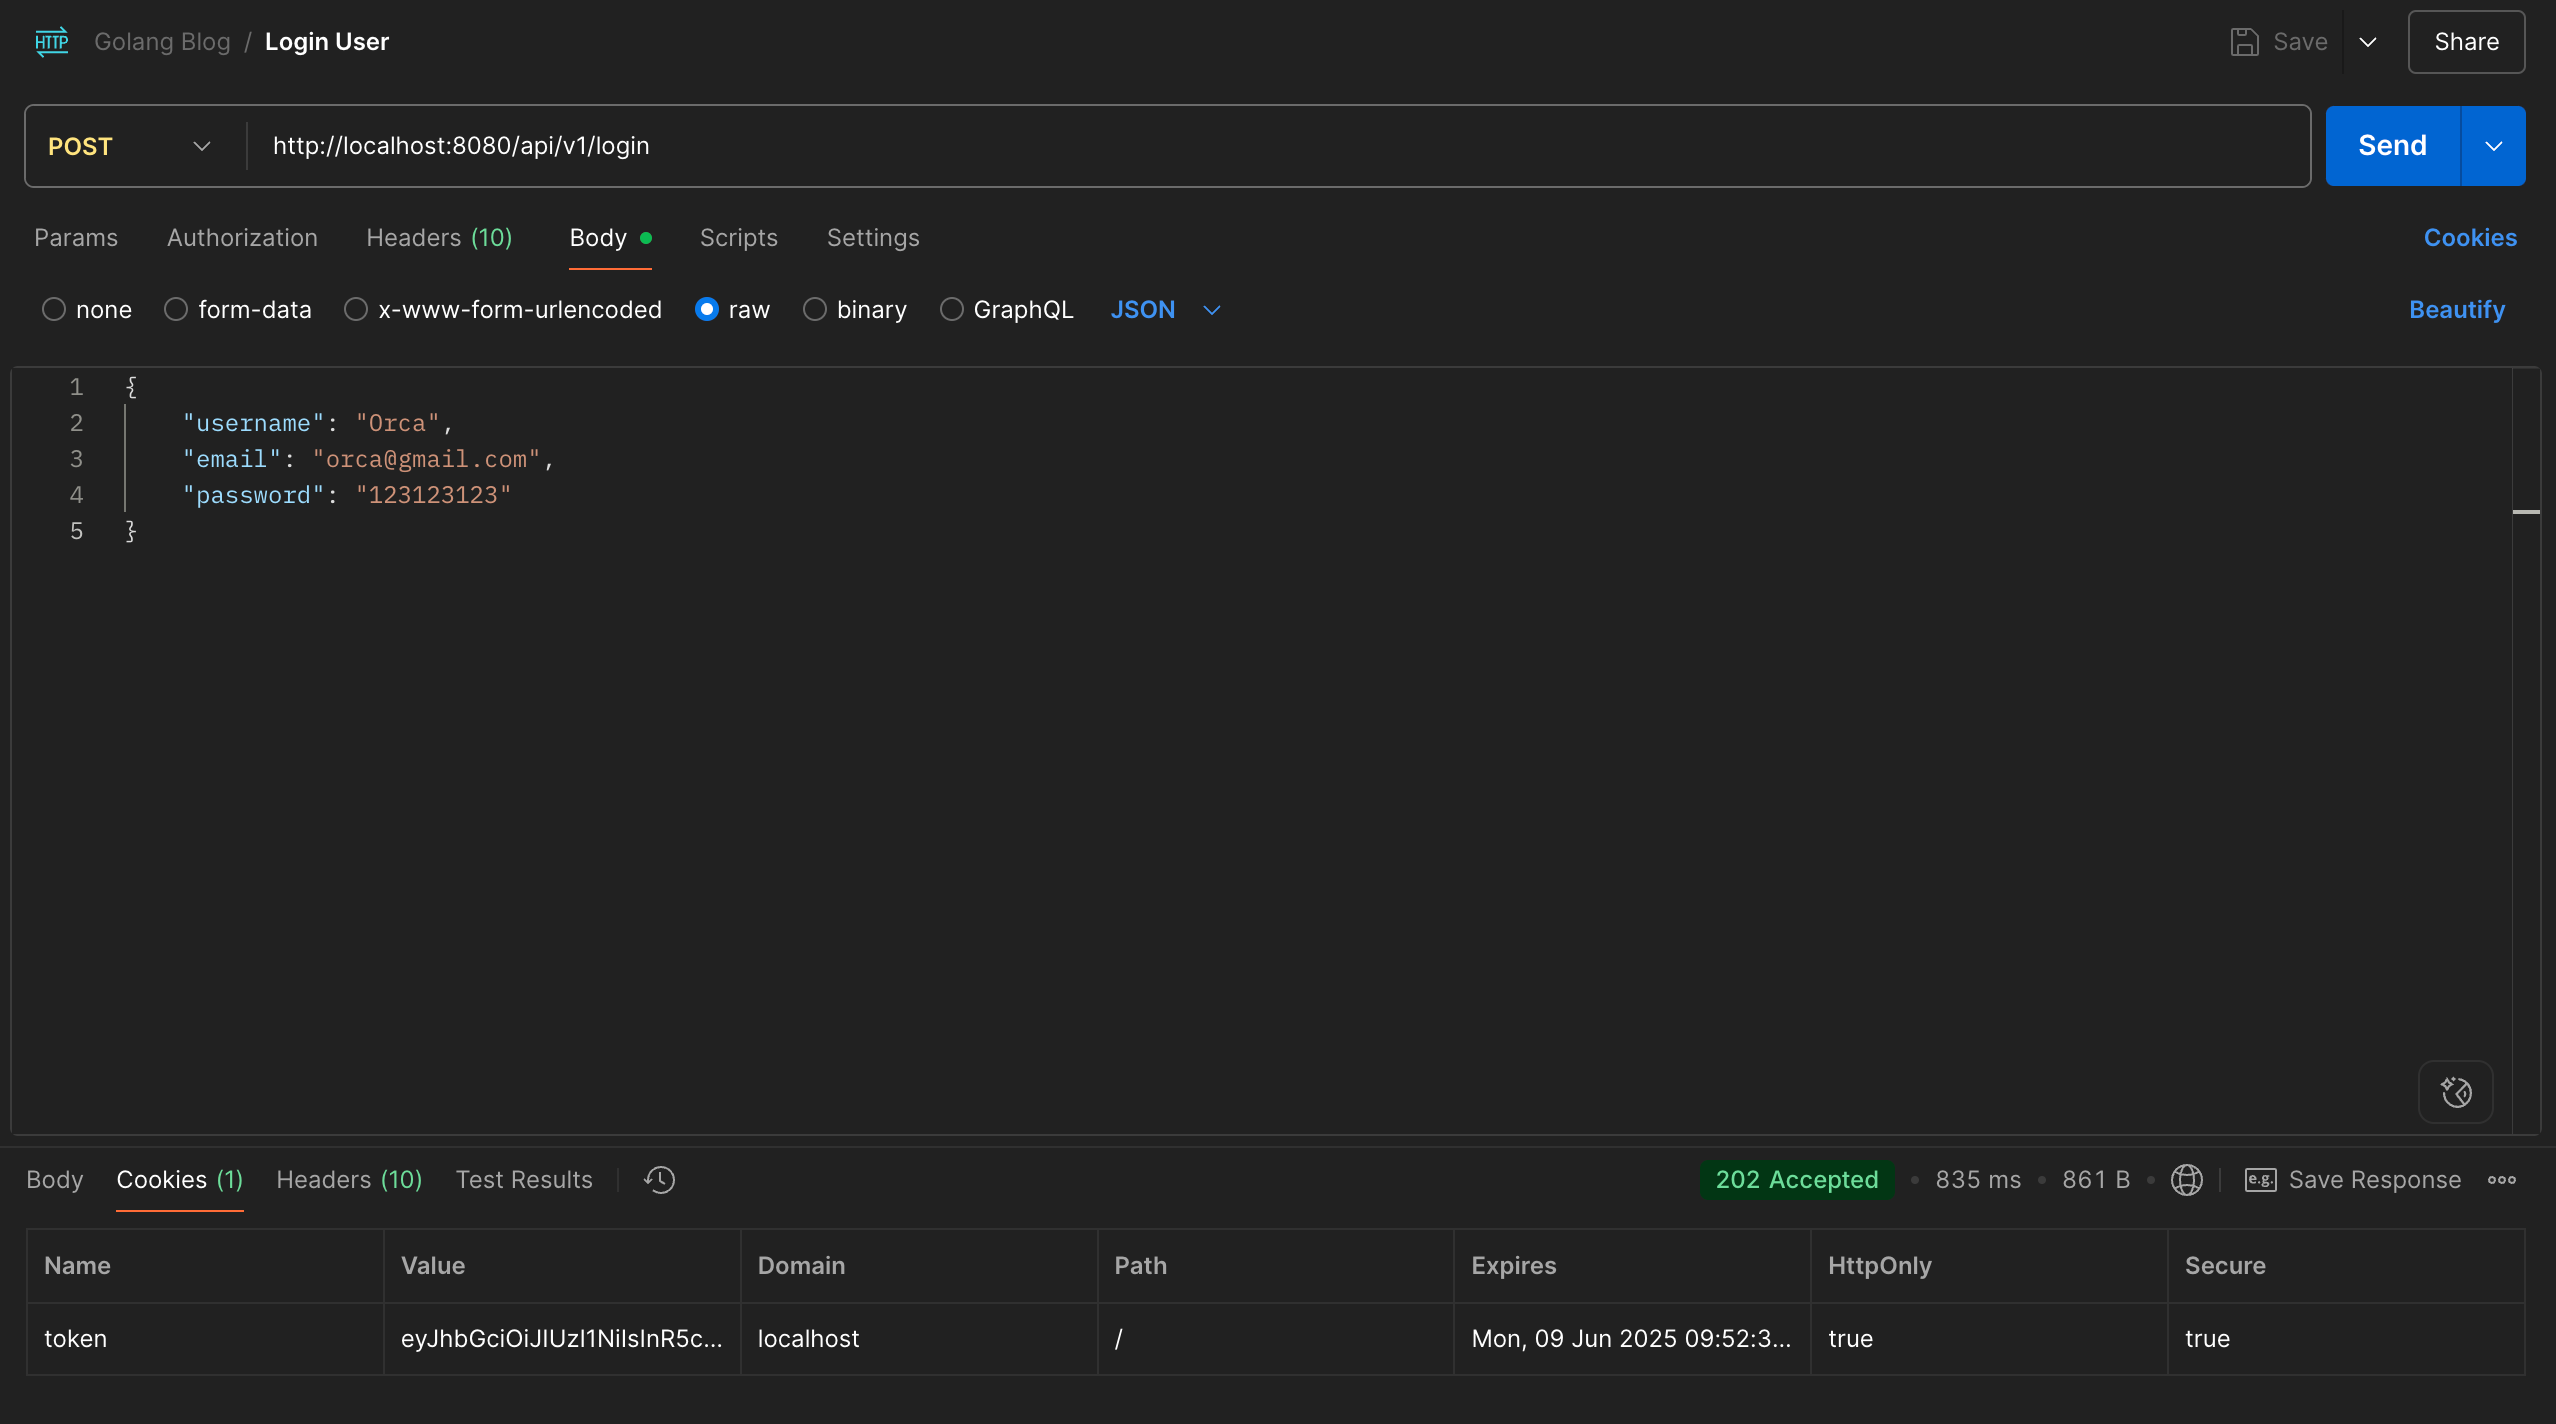 HTTP Golang Blog / Login User Save Share
POST http://localhost:8080/api/v1/login Send
Params Authorization Headers (10) Body Scripts Settings Cookies
none form-data x-www-form-urlencoded raw binary GraphQL JSON Beautify
1 {
2 "username": "Orca",
3 "email": "orca@gmail.com",
4 "password": "123123123"
5 }
Body Cookies (1) Headers (10) Test Results 202 Accepted • 835 ms • 861 B • e.g. Save Response
Name Value Domain Path Expires HttpOnly Secure
token eyJhbGciOiJIUzI1NiIsInR5c... localhost / Mon, 09 Jun 2025 09:52:3... true true